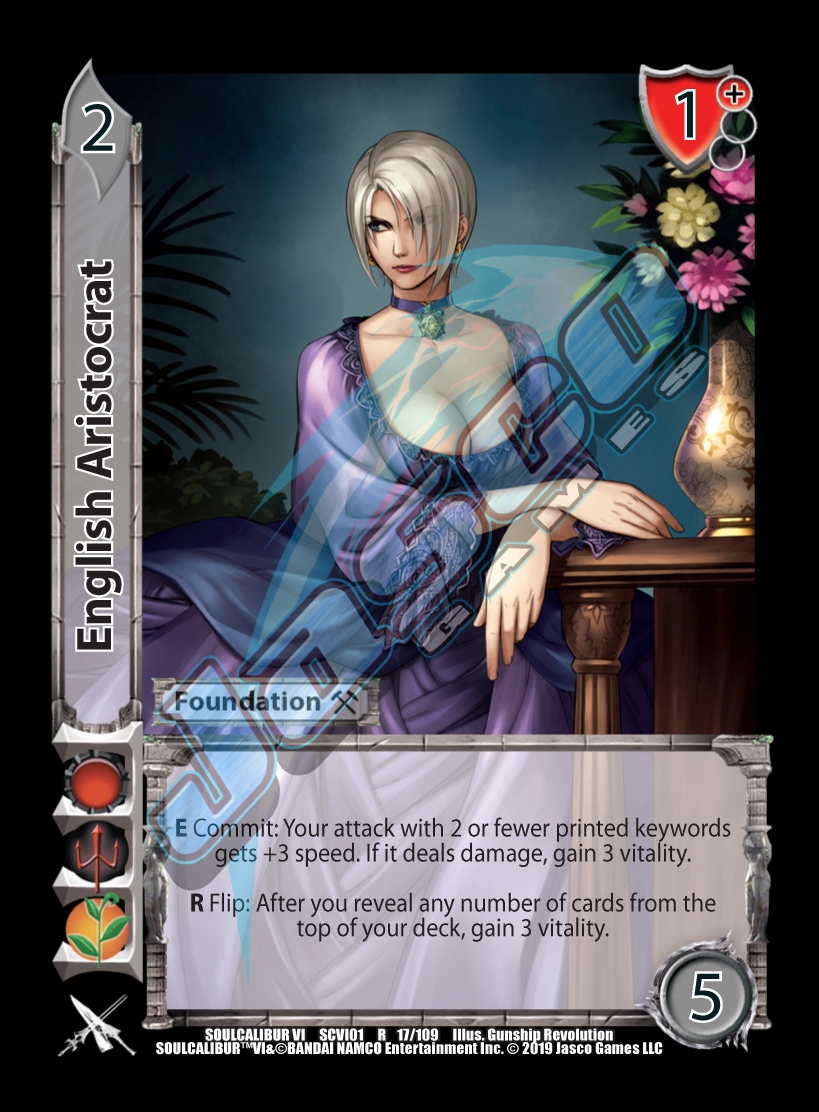 2
1
+
English Aristocrat
JASCO
GAMES
Foundation
E Commit: Your attack with 2 or fewer printed keywords
gets +3 speed. If it deals damage, gain 3 vitality.
R Flip: After you reveal any number of cards from the
top of your deck, gain 3 vitality.
5
SOULCALIBUR VI SCVI01 R 17/109 Illus. Gunship Revolution
SOULCALIBUR™VI&©BANDAI NAMCO Entertainment Inc. © 2019 Jasco Games LLC